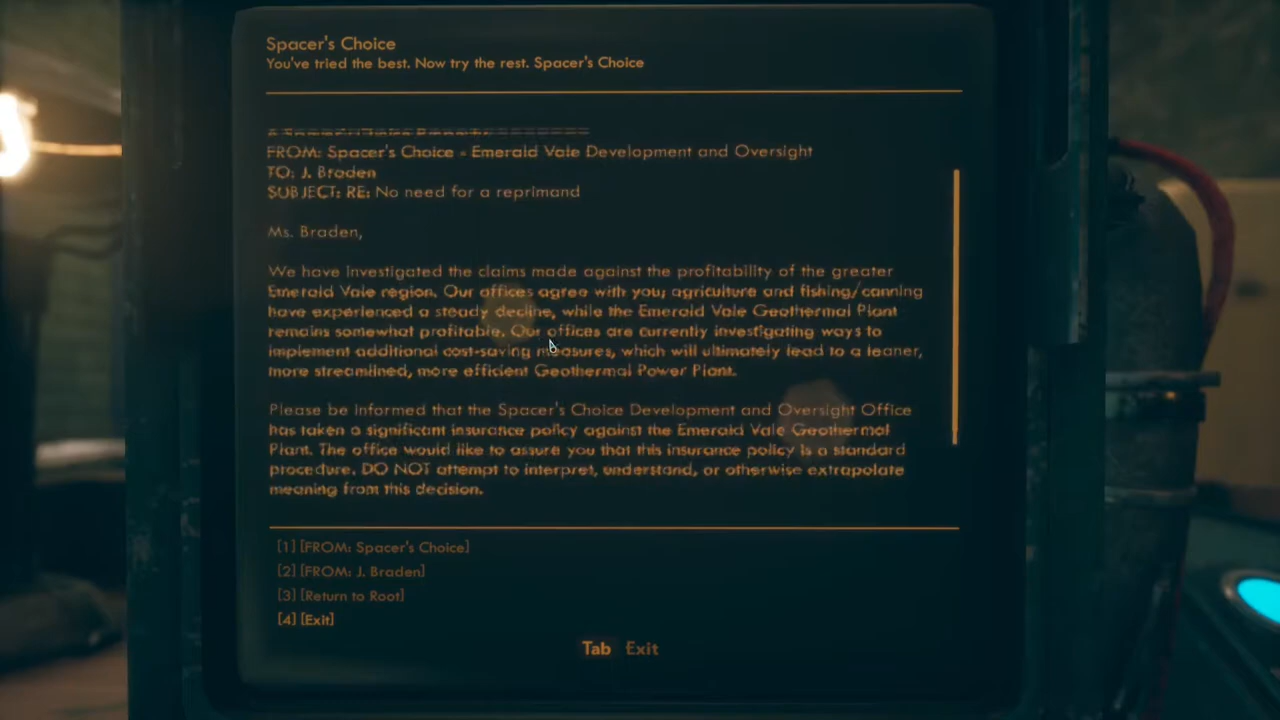 Spacer's Choice
You've tried the best. Now try the rest. Spacer's Choice
FROM: Spacer's Choice - Emerald Vale Development and Oversight
TO: J. Braden
SUBJECT: RE: No need for a reprimand
Ms. Braden,
We have investigated the claims made against the profitability of the greater
Emerald Vale region. Our offices agree with you; agriculture and fishing/canning
have experienced a steady decline, while the Emerald Vale Geothermal Plant
remains somewhat profitable. Our offices are currently investigating ways to
implement additional cost-saving measures, which will ultimately lead to a leaner,
more streamlined, more efficient Geothermal Power Plant.
Please be informed that the Spacer's Choice Development and Oversight Office
has taken a significant insurance policy against the Emerald Vale Geothermal
Plant. The office would like to assure you that this insurance policy is a standard
procedure. DO NOT attempt to interpret, understand, or otherwise extrapolate
meaning from this decision.
[1] [FROM: Spacer's Choice]
[2] [FROM: J. Braden]
[3] [Return to Root]
[4] [Exit]
Tab Exit